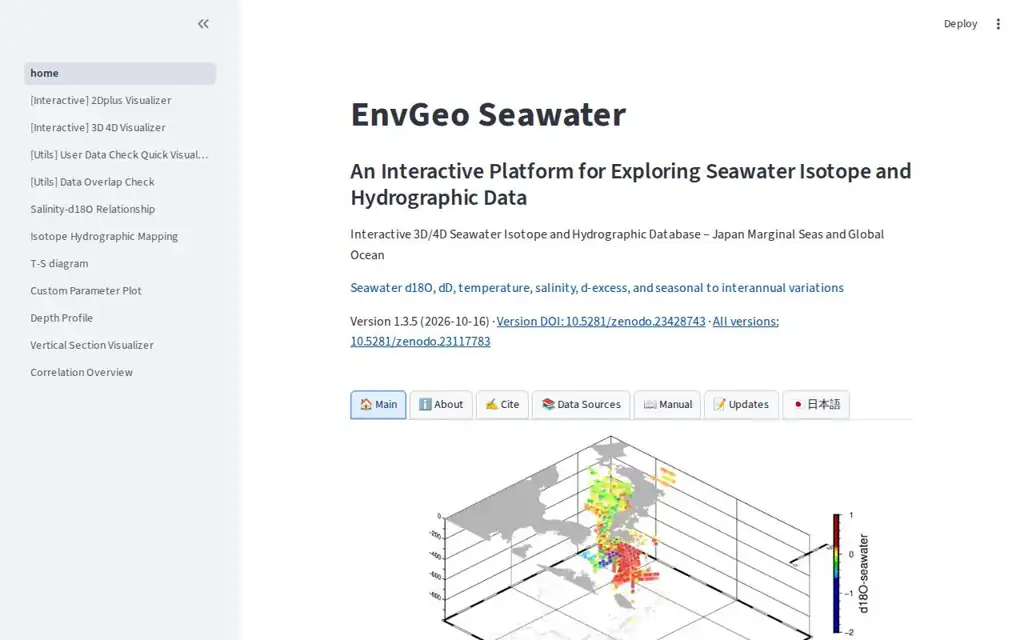 Deploy
home
[Interactive] 2Dplus Visualizer
[Interactive] 3D 4D Visualizer
[Utils] User Data Check Quick Visual…
[Utils] Data Overlap Check
Salinity-d18O Relationship
Isotope Hydrographic Mapping
T-S diagram
Custom Parameter Plot
Depth Profile
Vertical Section Visualizer
Correlation Overview
EnvGeo Seawater
An Interactive Platform for Exploring Seawater Isotope and
Hydrographic Data
Interactive 3D/4D Seawater Isotope and Hydrographic Database – Japan Marginal Seas and Global
Ocean
Seawater d18O, dD, temperature, salinity, d-excess, and seasonal to interannual variations
Version 1.3.5 (2026-10-16) · Version DOI: 10.5281/zenodo.23428743 · All versions:
10.5281/zenodo.23117783
Main
About
Cite
Data Sources
Manual
Updates
日本語
0
1
0
−1
−2
d18O-seawater